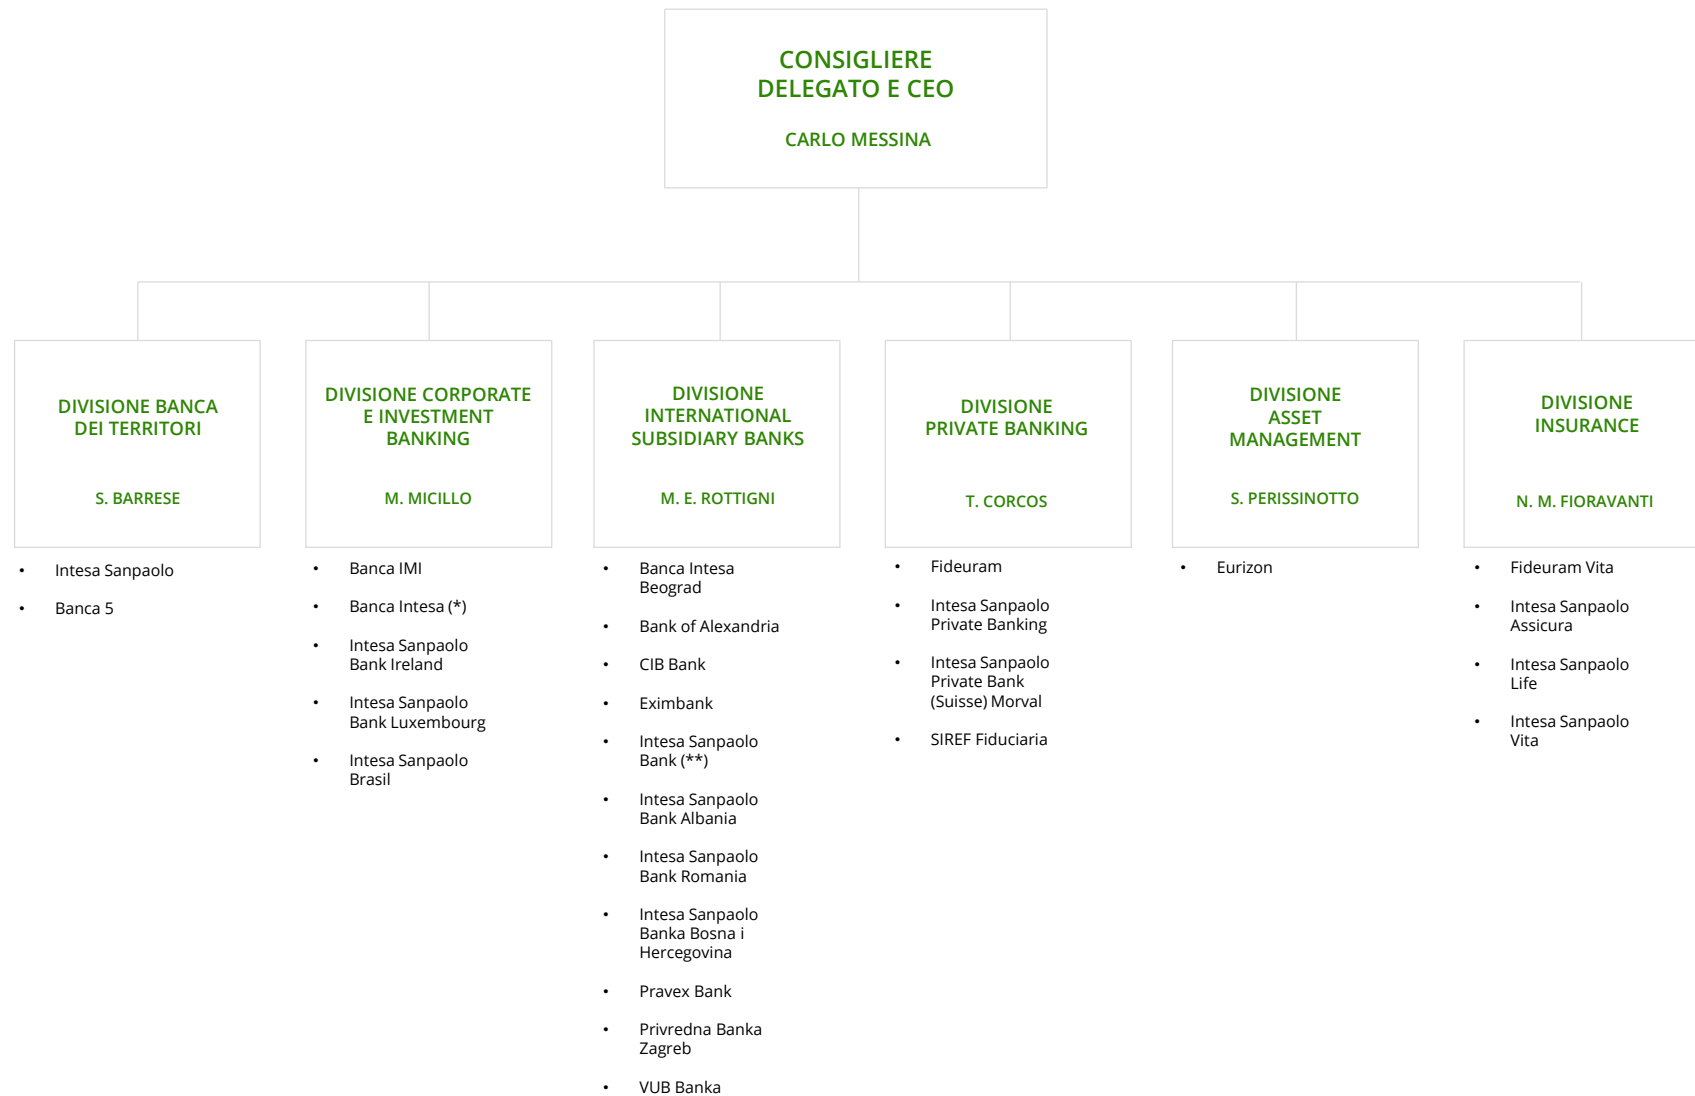 CONSIGLIERE
DELEGATO E CEO
CARLO MESSINA
DIVISIONE BANCA
DEI TERRITORI
S. BARRESE
• Intesa Sanpaolo
• Banca 5
DIVISIONE CORPORATE
E INVESTMENT
BANKING
M. MICILLO
• Banca IMI
• Banca Intesa (*)
• Intesa Sanpaolo
Bank Ireland
• Intesa Sanpaolo
Bank Luxembourg
• Intesa Sanpaolo
Brasil
DIVISIONE
INTERNATIONAL
SUBSIDIARY BANKS
M. E. ROTTIGNI
• Banca Intesa
Beograd
• Bank of Alexandria
• CIB Bank
• Eximbank
• Intesa Sanpaolo
Bank (**)
• Intesa Sanpaolo
Bank Albania
• Intesa Sanpaolo
Bank Romania
• Intesa Sanpaolo
Banka Bosna i
Hercegovina
• Pravex Bank
• Privredna Banka
Zagreb
• VUB Banka
DIVISIONE
PRIVATE BANKING
T. CORCOS
• Fideuram
• Intesa Sanpaolo
Private Banking
• Intesa Sanpaolo
Private Bank
(Suisse) Morval
• SIREF Fiduciaria
DIVISIONE
ASSET
MANAGEMENT
S. PERISSINOTTO
• Eurizon
DIVISIONE
INSURANCE
N. M. FIORAVANTI
• Fideuram Vita
• Intesa Sanpaolo
Assicura
• Intesa Sanpaolo
Life
• Intesa Sanpaolo
Vita